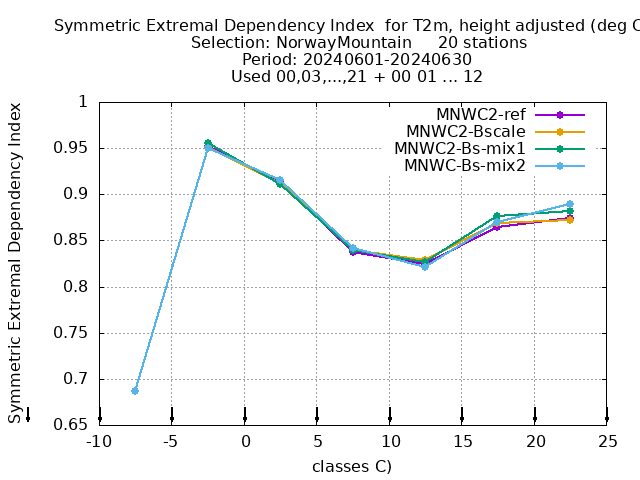 Symmetric Extremal Dependency Index for T2m, height adjusted (deg C
Selection: NorwayMountain 20 stations
Period: 20240601-20240630
Used 00,03,...,21 + 00 01 ... 12
Symmetric Extremal Dependency Index
1
0.95
0.9
0.85
0.8
0.75
0.7
0.65
MNWC2-ref
MNWC2-Bscale
MNWC2-Bs-mix1
MNWC-Bs-mix2
-10 -5 0 5 10 15 20 25
classes C)